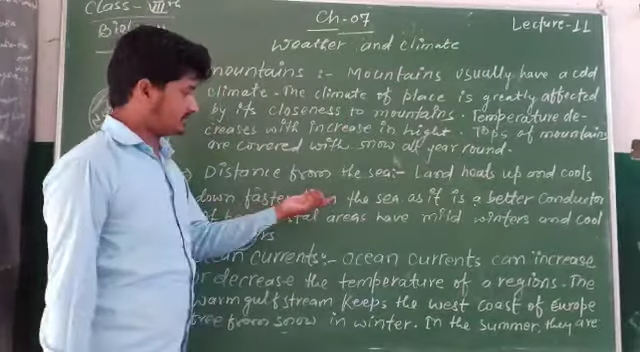 Class - VIIth
Ch-07
Lecture-11
Biol
Weather and climate
mountains :- Mountains usually have a cold
climate. The climate of place is greatly affected
by its closeness to mountains. Temperature de-
creases with increase in hight. Tops of mountains
are covered with snow all year round.
Distance from the sea:- Land heats up and cools
down faster the sea. as it is a better conductor
areas have mild winters and cool
currents:- ocean currents can increase
or decrease the temperature of a regions. The
warm gulf stream keeps the west coast of Europe
free from snow in winter. In the summer, they are